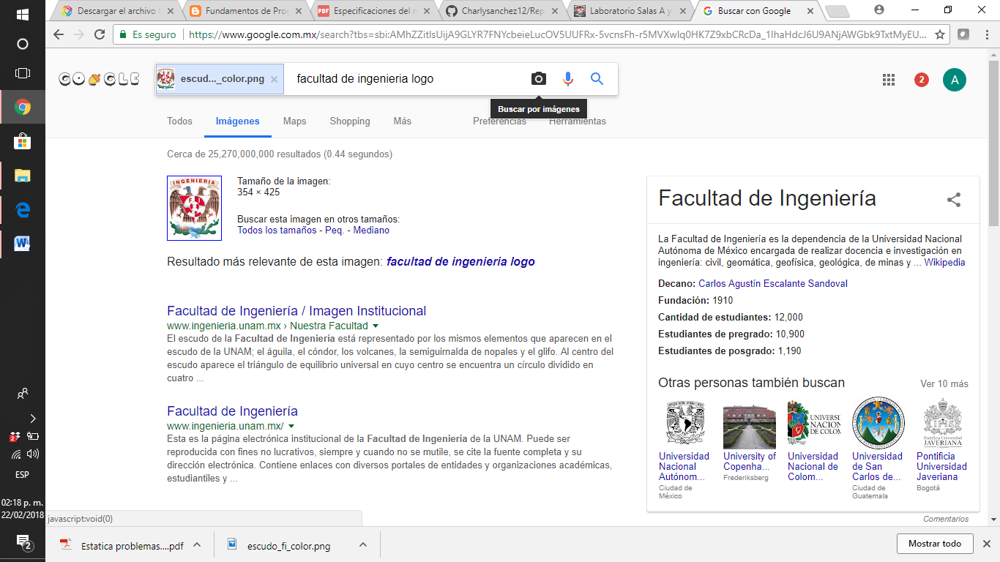 Descargar el archivo
Fundamentos de Prog
Especificaciones del r
Charlysanchez12/Rep
Laboratorio Salas A y
Buscar con Google
Es seguro
https://www.google.com.mx/search?tbs=sbi:
GOOGLE
escud..._color.png
facultad de ingenieria logo
2
A
Buscar por imágenes
Todos
Imágenes
Maps
Shopping
Más
Preferencias
Herramientas
Cerca de 25,270,000,000 resultados (0.44 segundos)
INGENIERIA
Tamaño de la imagen:
354 × 425
Buscar esta imagen en otros tamaños:
Todos los tamaños - Peq. - Mediano
Resultado más relevante de esta imagen: facultad de ingenieria logo
Facultad de Ingeniería / Imagen Institucional
www.ingenieria.unam.mx › Nuestra Facultad
El escudo de la Facultad de Ingeniería está representado por los mismos elementos que aparecen en el
escudo de la UNAM; el águila, el cóndor, los volcanes, la semiguirnalda de nopales y el glifo. Al centro del
escudo aparece el triángulo de equilibrio universal en cuyo centro se encuentra un círculo dividido en
cuatro ...
Facultad de Ingeniería
www.ingenieria.unam.mx/
Esta es la página electrónica institucional de la Facultad de Ingeniería de la UNAM. Puede ser
reproducida con fines no lucrativos, siempre y cuando no se mutile, se cite la fuente completa y su
dirección electrónica. Contiene enlaces con diversos portales de entidades y organizaciones académicas,
estudiantiles y ...
Facultad de Ingeniería
La Facultad de Ingeniería es la dependencia de la Universidad Nacional
Autónoma de México encargada de realizar docencia e investigación en
ingeniería: civil, geomática, geofísica, geológica, de minas y ... Wikipedia
Decano: Carlos Agustín Escalante Sandoval
Fundación: 1910
Cantidad de estudiantes: 12,000
Estudiantes de pregrado: 10,900
Estudiantes de posgrado: 1,190
Otras personas también buscan
Ver 10 más
Universidad
Nacional
Autónom...
Ciudad de
México
University of
Copenha...
Frederiksberg
UNIVERSI
NACION
DE COLOM
Universidad
Nacional de
Colom...
Universidad
de San
Carlos de...
Ciudad de
Guatemala
Pontificia Universidad
JAVERIANA
Pontificia
Universidad
Javeriana
Bogotá
Comentarios
javascript:void(0)
Estatica problemas....pdf
escudo_fi_color.png
Mostrar todo
ESP
02:18 p. m.
22/02/2018
2